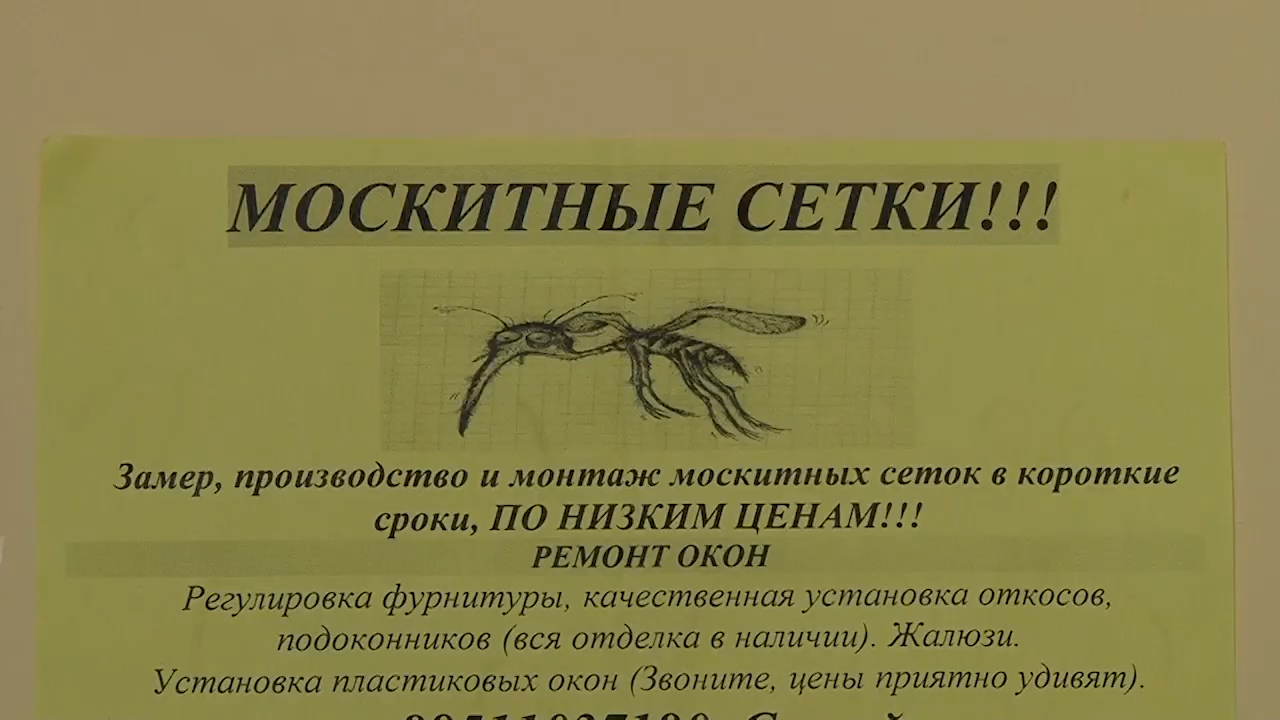 МОСКИТНЫЕ СЕТКИ!!!
Замер, производство и монтаж москитных сеток в короткие
сроки, ПО НИЗКИМ ЦЕНАМ!!!
РЕМОНТ ОКОН
Регулировка фурнитуры, качественная установка откосов,
подоконников (вся отделка в наличии). Жалюзи.
Установка пластиковых окон (Звоните, цены приятно удивят).